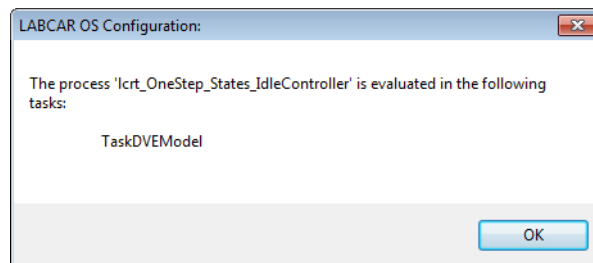 LABCAR OS Configuration:
The process 'lcrt_OneStep_States_IdleController' is evaluated in the following
tasks:
TaskDVEModel
OK